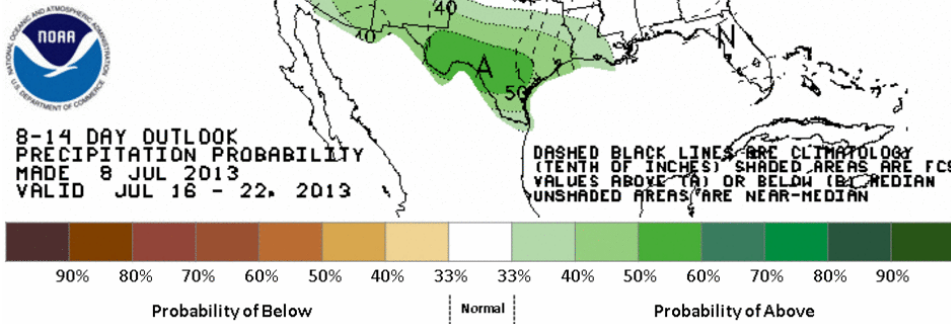 NATIONAL OCEANIC AND ATMOSPHERIC ADMINISTRATION
NOAA
U.S. DEPARTMENT OF COMMERCE
40
40
N
A
50
8-14 DAY OUTLOOK
PRECIPITATION PROBABILITY
MADE 8 JUL 2013
VALID JUL 16 - 22, 2013
DASHED BLACK LINES ARE CLIMATOLOGY
(TENTH OF INCHES) SHADED AREAS ARE FCS
VALUES ABOVE (A) OR BELOW (B) MEDIAN
UNSHADED AREAS ARE NEAR-MEDIAN
90% 80% 70% 60% 50% 40% 33% 33% 40% 50% 60% 70% 80% 90%
Probability of Below Normal Probability of Above